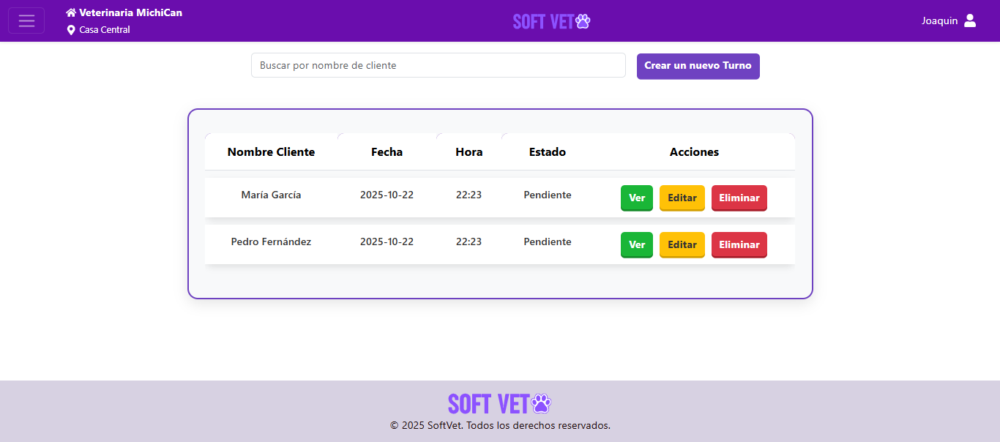 Veterinaria MichiCan
Casa Central
SOFT VET
Joaquin
Buscar por nombre de cliente
Crear un nuevo Turno
Nombre Cliente Fecha Hora Estado Acciones
María García 2025-10-22 22:23 Pendiente Ver Editar Eliminar
Pedro Fernández 2025-10-22 22:23 Pendiente Ver Editar Eliminar
SOFT VET
© 2025 SoftVet. Todos los derechos reservados.